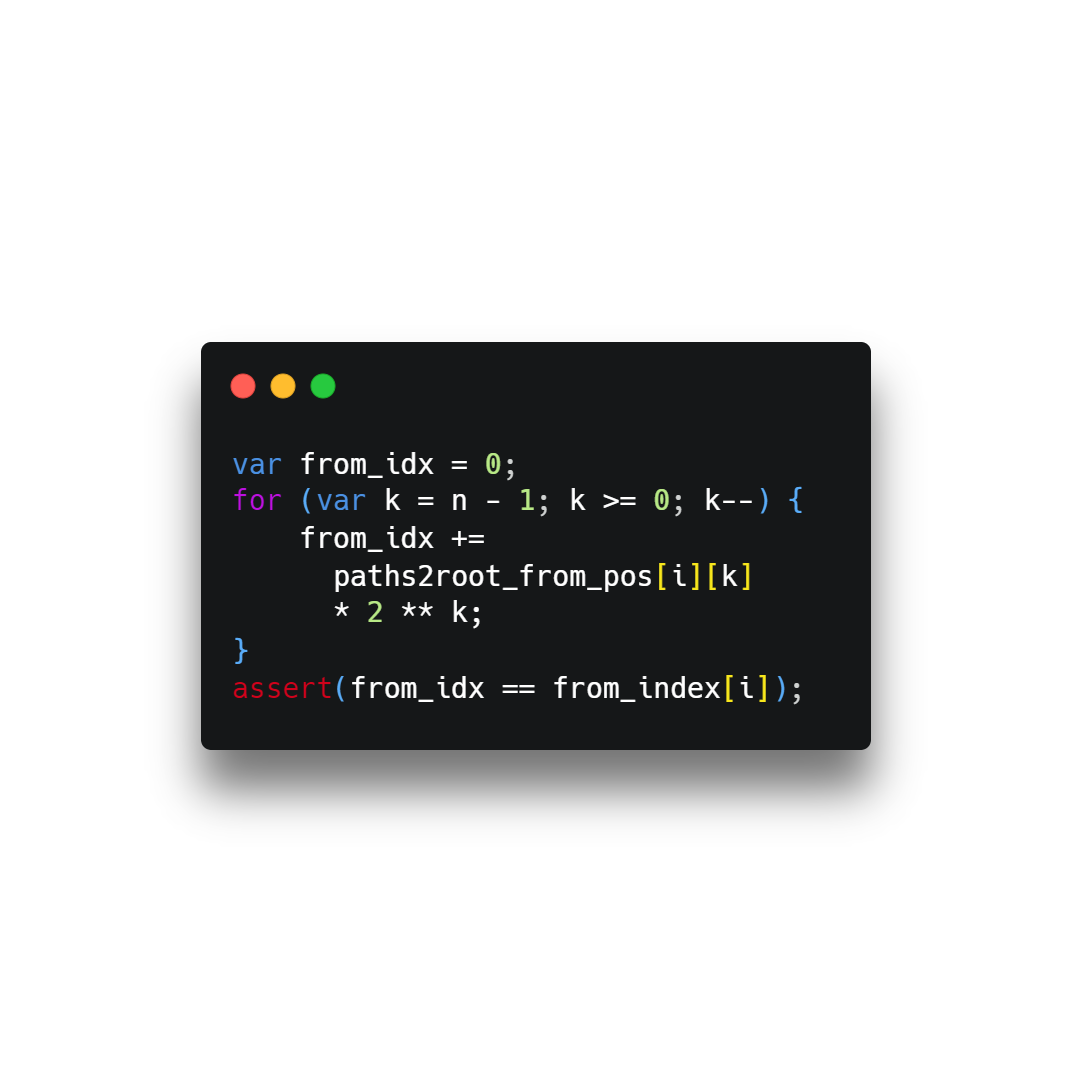 var from_idx = 0;
for (var k = n - 1; k >= 0; k--) {
    from_idx +=
      paths2root_from_pos[i][k]
      * 2 ** k;
}
assert(from_idx == from_index[i]);